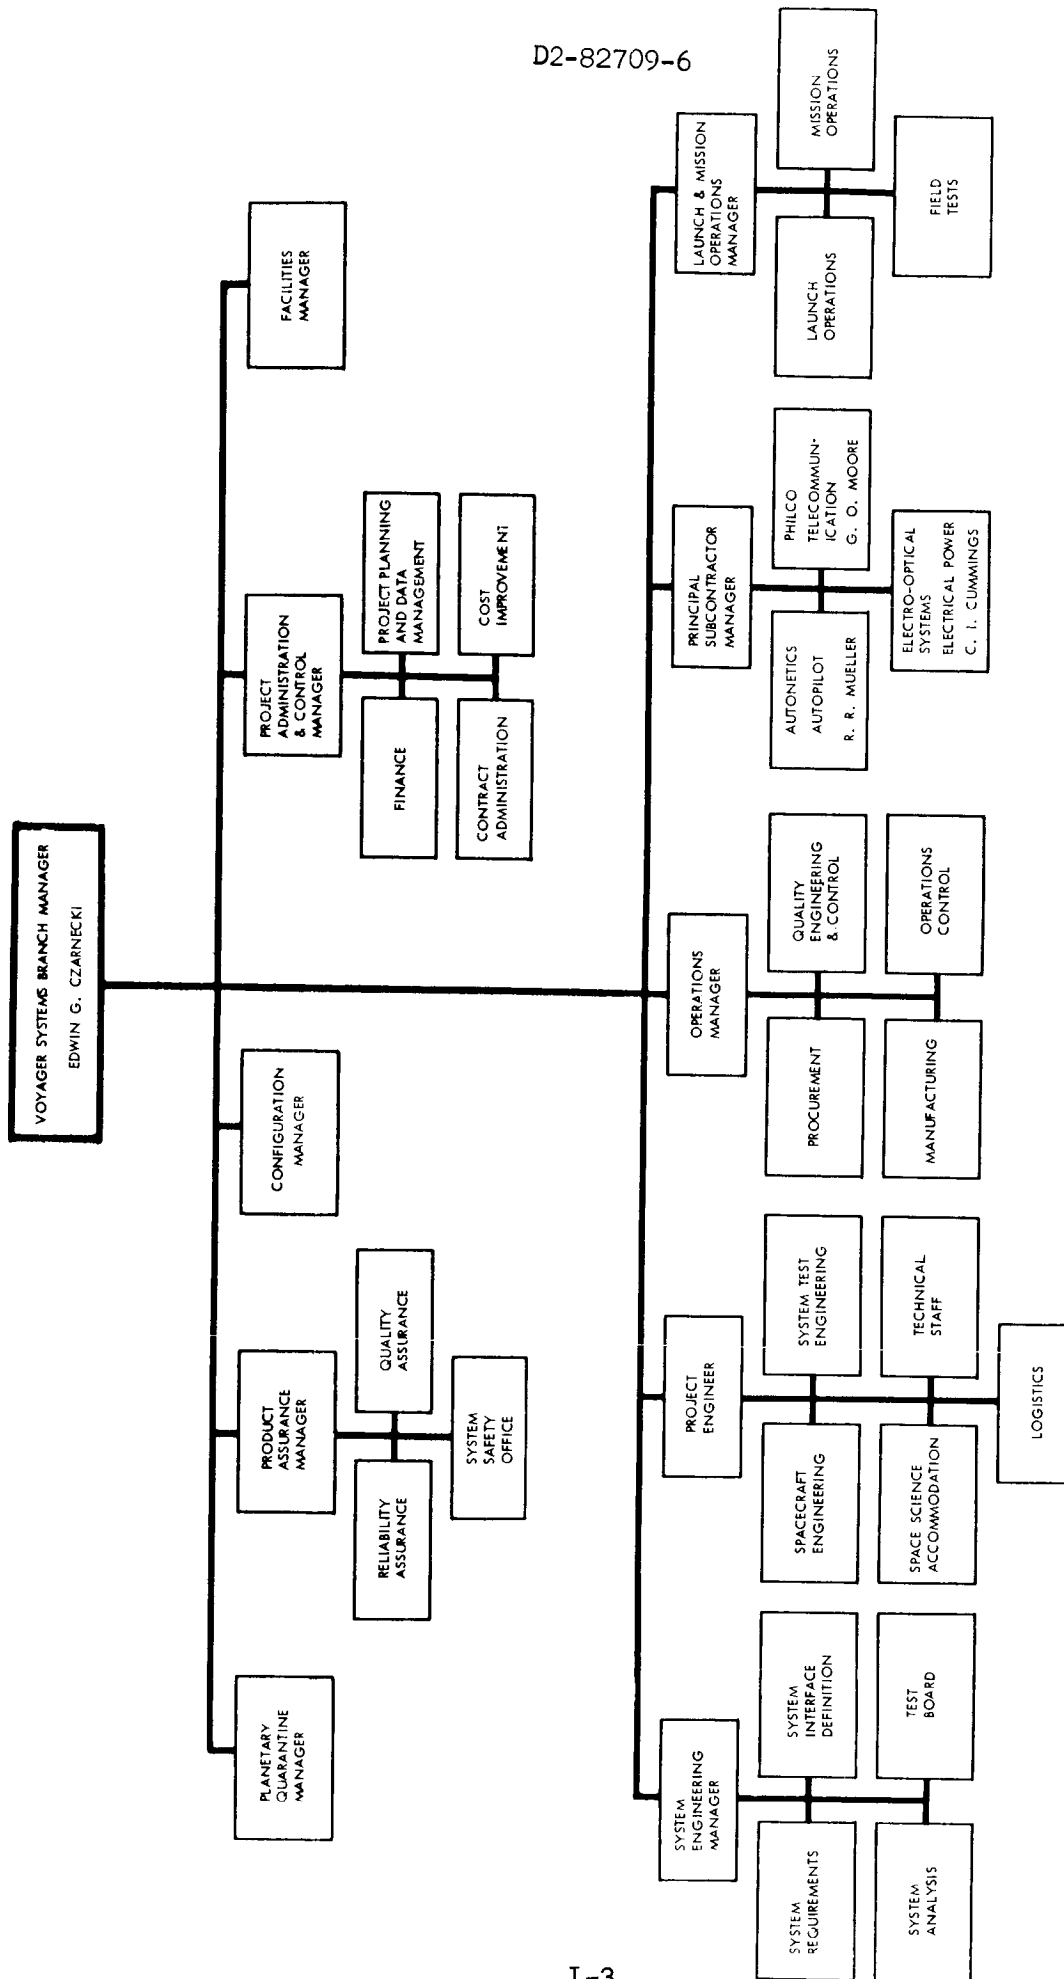 D2-82709-6
VOYAGER SYSTEMS BRANCH MANAGER
EDWIN G. CZARNECKI
PLANETARY
QUARANTINE
MANAGER
PRODUCT
ASSURANCE
MANAGER
RELIABILITY
ASSURANCE
QUALITY
ASSURANCE
SYSTEM
SAFETY
OFFICE
CONFIGURATION
MANAGER
PROJECT
ADMINISTRATION
& CONTROL
MANAGER
FINANCE
PROJECT PLANNING
AND DATA
MANAGEMENT
CONTRACT
ADMINISTRATION
COST
IMPROVEMENT
FACILITIES
MANAGER
SYSTEM
ENGINEERING
MANAGER
SYSTEM
REQUIREMENTS
SYSTEM
INTERFACE
DEFINITION
SYSTEM
ANALYSIS
TEST
BOARD
PROJECT
ENGINEER
SPACECRAFT
ENGINEERING
SYSTEM TEST
ENGINEERING
SPACE SCIENCE
ACCOMMODATION
TECHNICAL
STAFF
LOGISTICS
OPERATIONS
MANAGER
PROCUREMENT
QUALITY
ENGINEERING
& CONTROL
MANUFACTURING
OPERATIONS
CONTROL
PRINCIPAL
SUBCONTRACTOR
MANAGER
AUTONETICS
AUTOPILOT
R. R. MUELLER
PHILCO
TELECOMMUN-
ICATION
G. O. MOORE
ELECTRO-OPTICAL
SYSTEMS
ELECTRICAL POWER
C. I. CUMMINGS
LAUNCH & MISSION
OPERATIONS
MANAGER
LAUNCH
OPERATIONS
MISSION
OPERATIONS
FIELD
TESTS